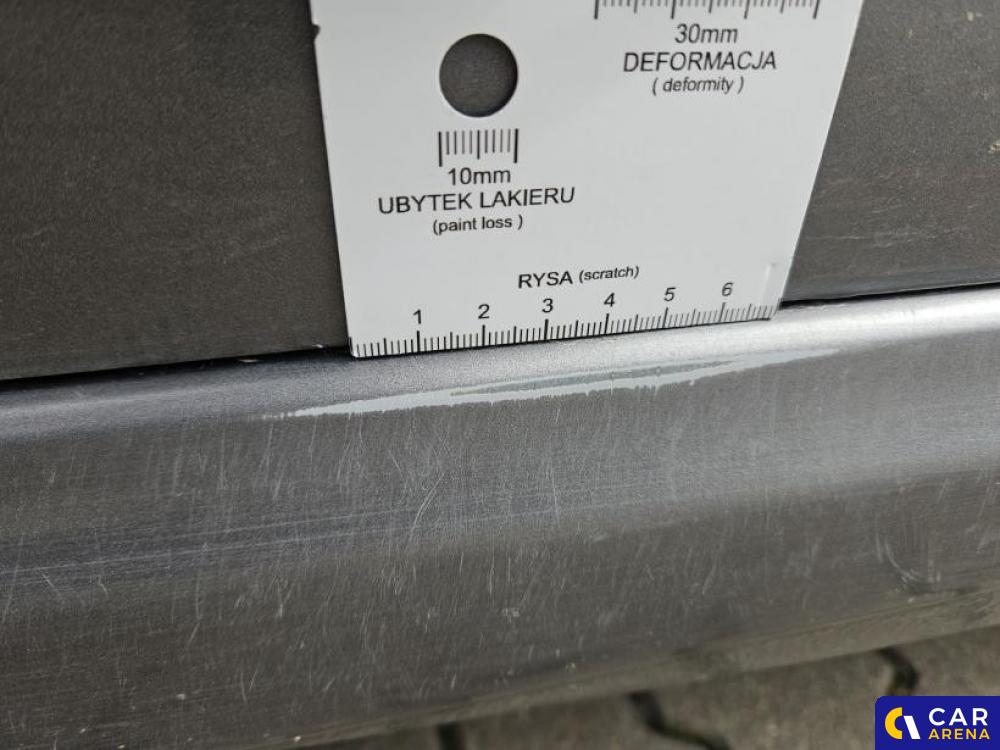 30mm
DEFORMACJA
( deformity )
10mm
UBYTEK LAKIERU
(paint loss )
RYSA (scratch)
1 2 3 4 5 6
CAR
ARENA